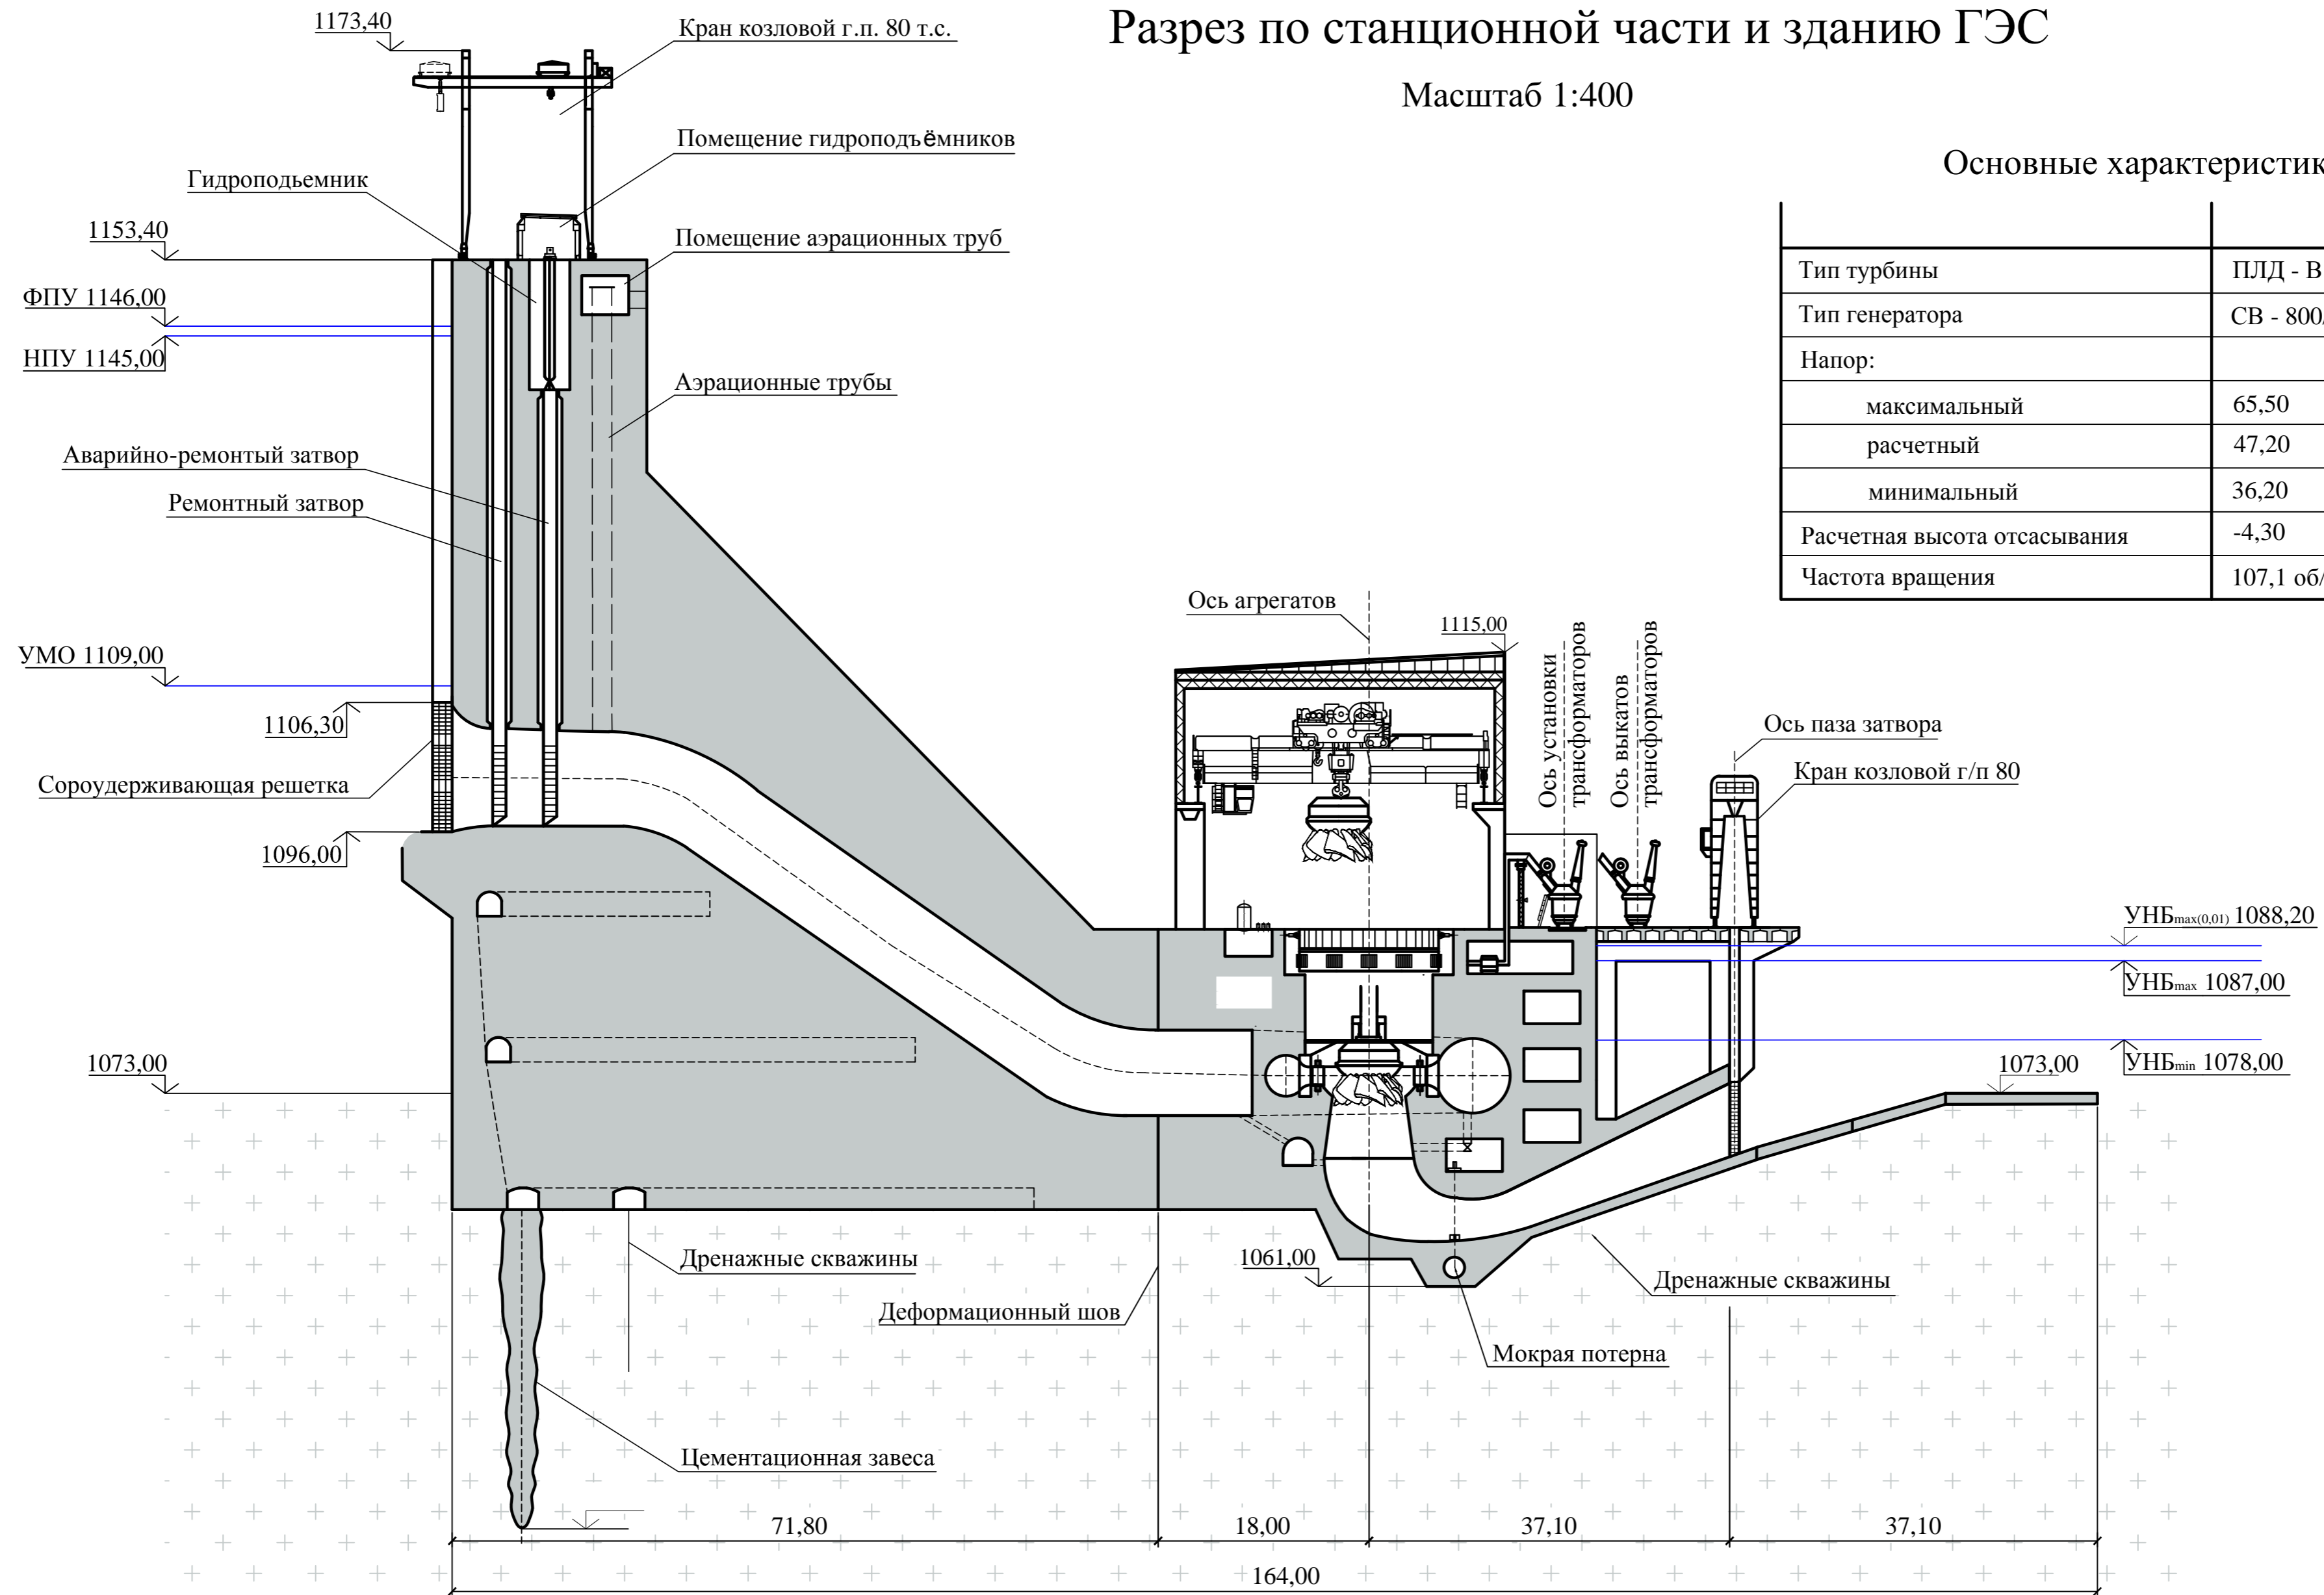 Разрез по станционной части и зданию ГЭС
Масштаб 1:400
1173,40
Кран козловой г.п. 80 т.с.
Помещение гидроподъёмников
Гидроподьемник
1153,40
Помещение аэрационных труб
ФПУ 1146,00
НПУ 1145,00
Аэрационные трубы
Аварийно-ремонтый затвор
Ремонтный затвор
УМО 1109,00
1106,30
Сороудерживающая решетка
1096,00
1073,00
Основные характеристик
Тип турбины
ПЛД - В
Тип генератора
СВ - 800
Напор:
максимальный
65,50
расчетный
47,20
минимальный
36,20
Расчетная высота отсасывания
-4,30
Частота вращения
107,1 об/
Ось агрегатов
1115,00
Ось установки
трансформаторов
Ось выкатов
трансформаторов
Ось паза затвора
Кран козловой г/п 80
УНБmax(0,01) 1088,20
УНБmax 1087,00
УНБmin 1078,00
1073,00
Дренажные скважины
1061,00
Дренажные скважины
Деформационный шов
Мокрая потерна
Цементационная завеса
71,80
18,00
37,10
37,10
164,00